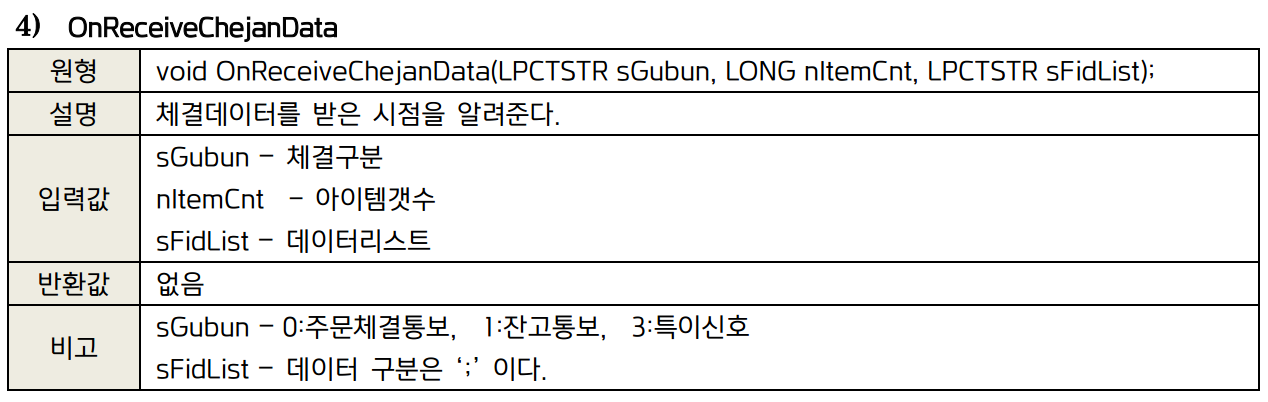 4) OnReceiveChejanData
원형 void OnReceiveChejanData(LPCTSTR sGubun, LONG nItemCnt, LPCTSTR sFidList);
설명 체결데이터를 받은 시점을 알려준다.
입력값
sGubun – 체결구분
nItemCnt – 아이템갯수
sFidList – 데이터리스트
반환값 없음
비고
sGubun – 0:주문체결통보, 1:잔고통보, 3:특이신호
sFidList – 데이터 구분은 ‘;’ 이다.